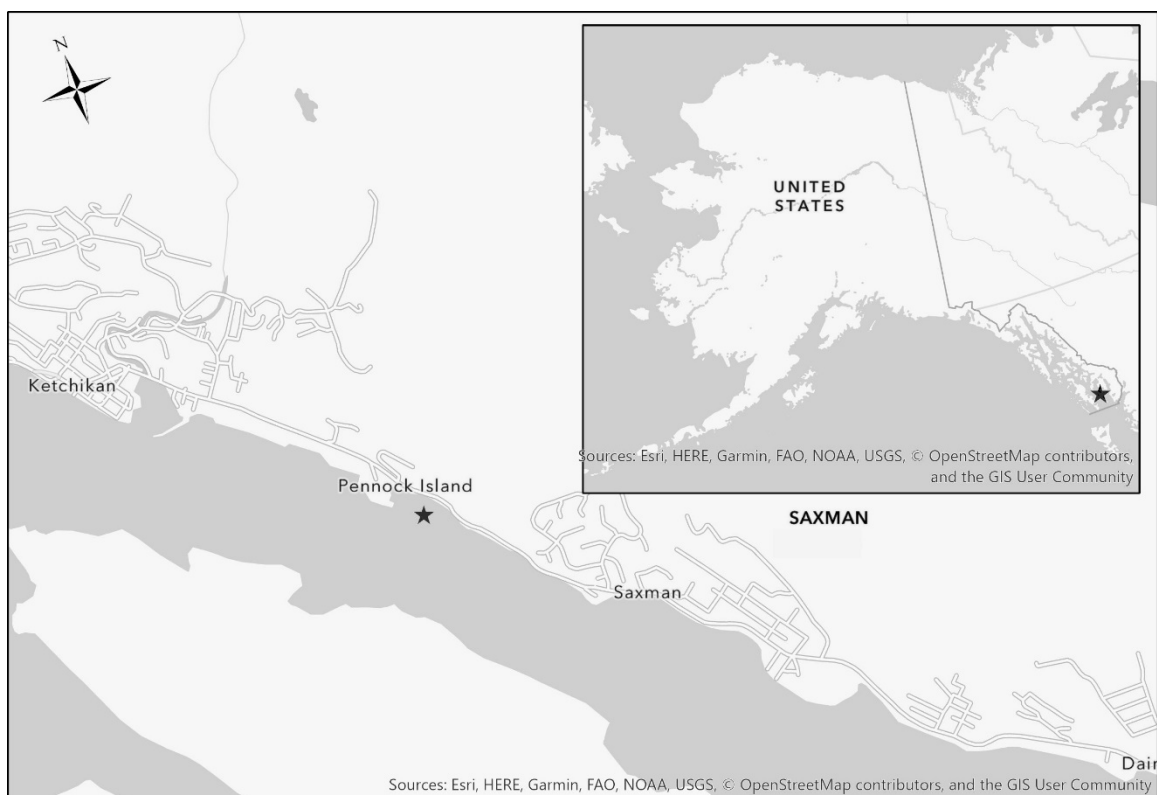 N
UNITED
STATES
Sources: Esri, HERE, Garmin, FAO, NOAA, USGS, © OpenStreetMap contributors,
and the GIS User Community
Ketchikan
Pennock Island
SAXMAN
Saxman
Dair
Sources: Esri, HERE, Garmin, FAO, NOAA, USGS, © OpenStreetMap contributors, and the GIS User Community